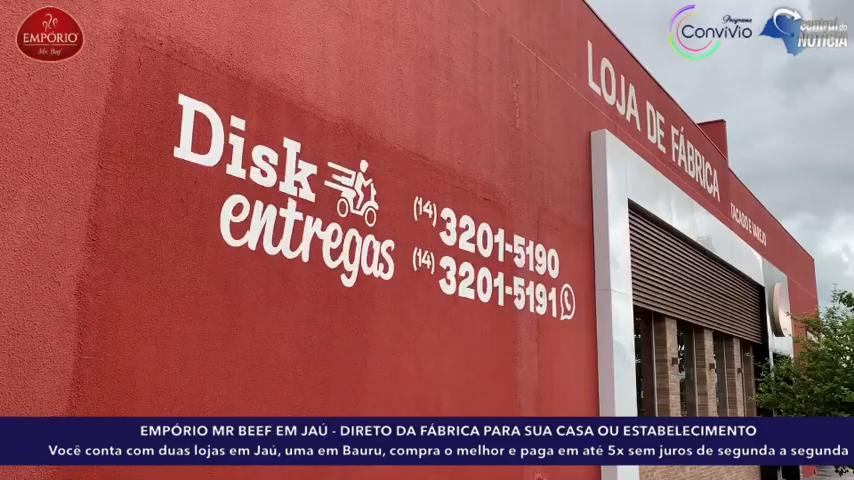 EMPÓRIO
Mr. Beef
Programa
Convívio
central da
NOTÍCIA
LOJA DE FÁBRICA
ATACADO E VAREJO
Disk
entregas
(14) 3201-5190
(14) 3201-5191
EMPÓRIO MR BEEF EM JAÚ - DIRETO DA FÁBRICA PARA SUA CASA OU ESTABELECIMENTO
Você conta com duas lojas em Jaú, uma em Bauru, compra o melhor e paga em até 5x sem juros de segunda a segunda